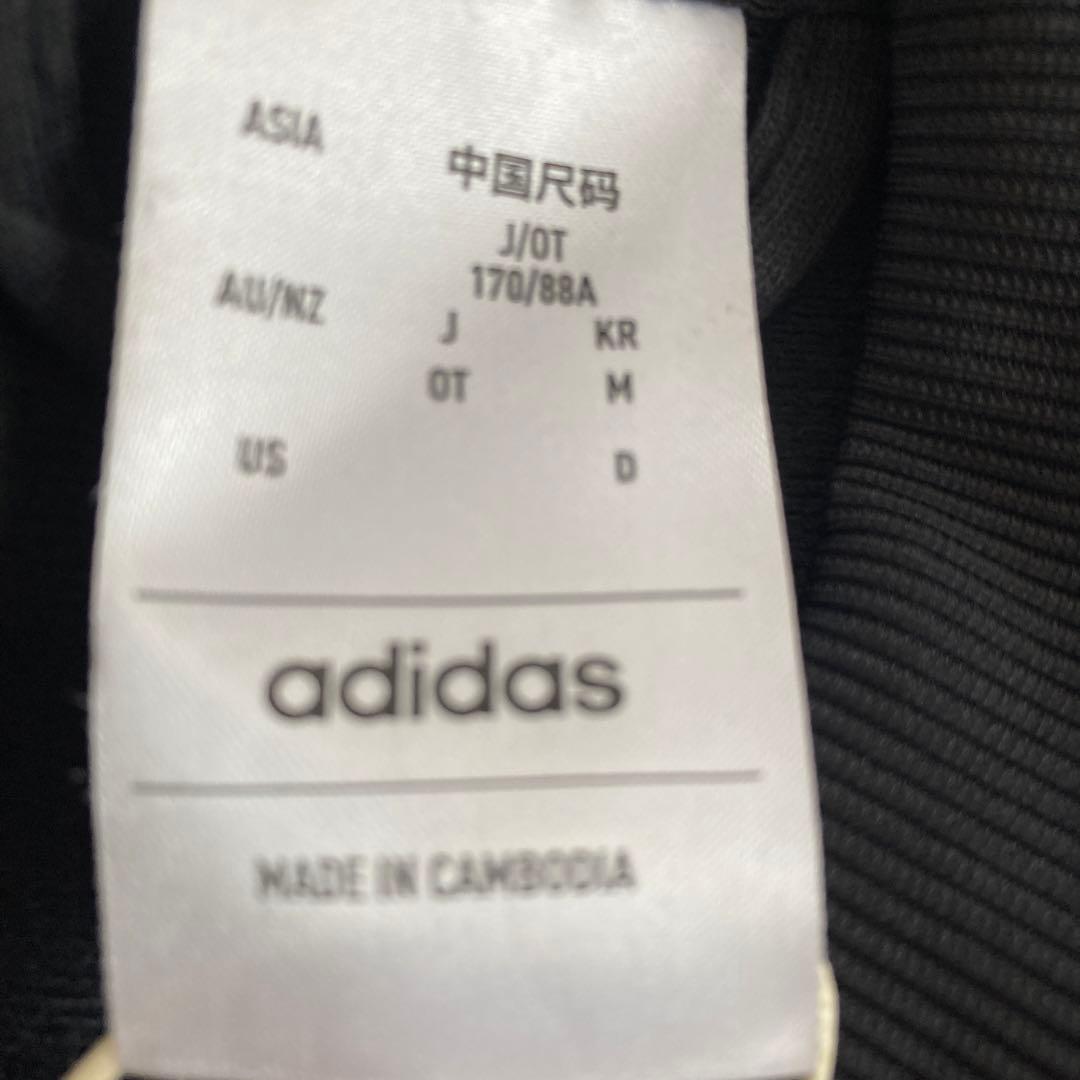 ASIA
中国尺码
J/OT
170/88A
AU/NZ
J KR
OT M
US D
adidas
MADE IN CAMBODIA